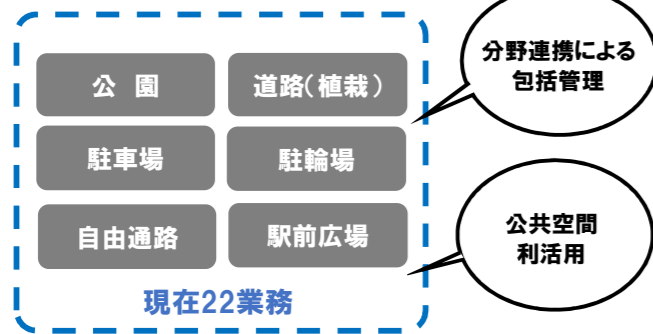 公 園
道路(植栽)
駐車場
駐輪場
自由通路
駅前広場
現在22業務
分野連携による
包括管理
公共空間
利活用